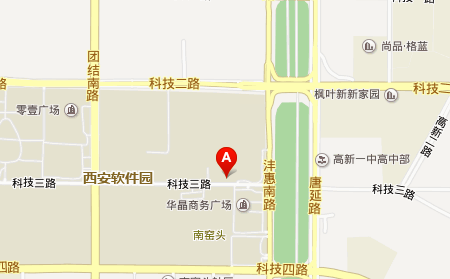 团结南路
尚品·格蓝
科技二路
科技二路
枫叶新新家园
零壹广场
高新二路
A
沣惠南路
高新一中高中部
西安软件园
科技三路
科技三路
唐延路
科技三路
华晶商务广场
南窑头
四路
科技四路